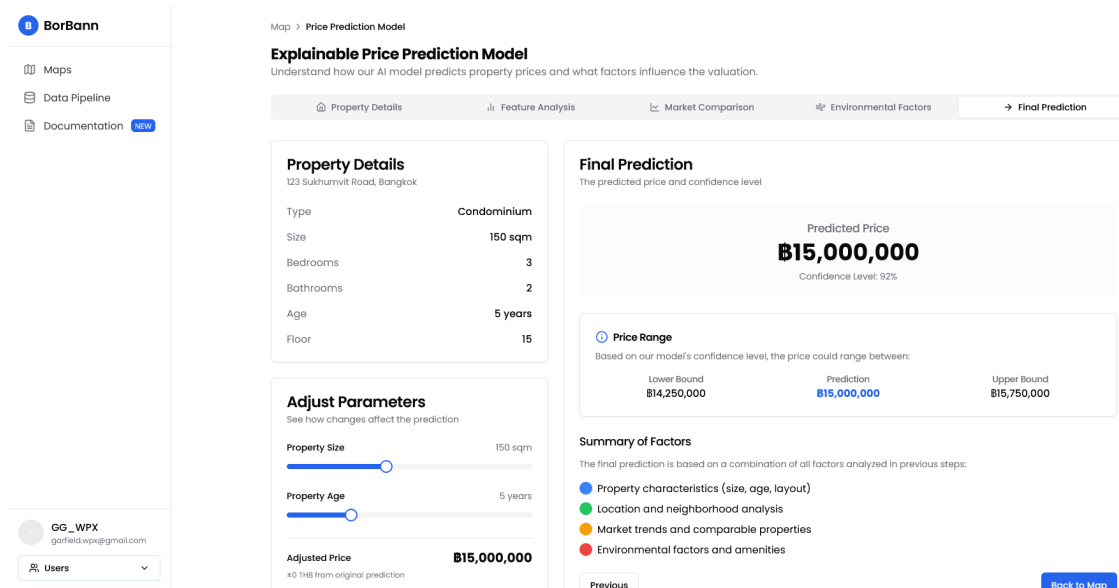 B BorBann
Maps
Data Pipeline
Documentation NEW
GG_WPX
garfield.wpx@gmail.com
Users
Map > Price Prediction Model
Explainable Price Prediction Model
Understand how our AI model predicts property prices and what factors influence the valuation.
Property Details
Feature Analysis
Market Comparison
Environmental Factors
→ Final Prediction
Property Details
123 Sukhumvit Road, Bangkok
Type Condominium
Size 150 sqm
Bedrooms 3
Bathrooms 2
Age 5 years
Floor 15
Adjust Parameters
See how changes affect the prediction
Property Size 150 sqm
Property Age 5 years
Adjusted Price ฿15,000,000
±0 THB from original prediction
Final Prediction
The predicted price and confidence level
Predicted Price
฿15,000,000
Confidence Level: 92%
Price Range
Based on our model's confidence level, the price could range between:
Lower Bound Prediction Upper Bound
฿14,250,000 ฿15,000,000 ฿15,750,000
Summary of Factors
The final prediction is based on a combination of all factors analyzed in previous steps:
Property characteristics (size, age, layout)
Location and neighborhood analysis
Market trends and comparable properties
Environmental factors and amenities
Previous
Back to Map